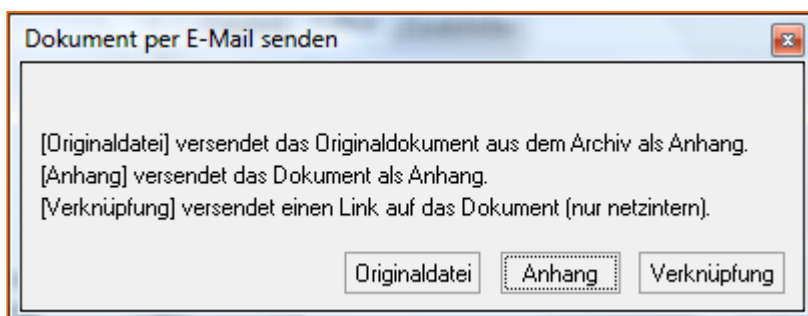 Dokument per E-Mail senden
[Originaldatei] versendet das Originaldokument aus dem Archiv als Anhang.
[Anhang] versendet das Dokument als Anhang.
[Verknüpfung] versendet einen Link auf das Dokument (nur netzintern).
Originaldatei Anhang Verknüpfung